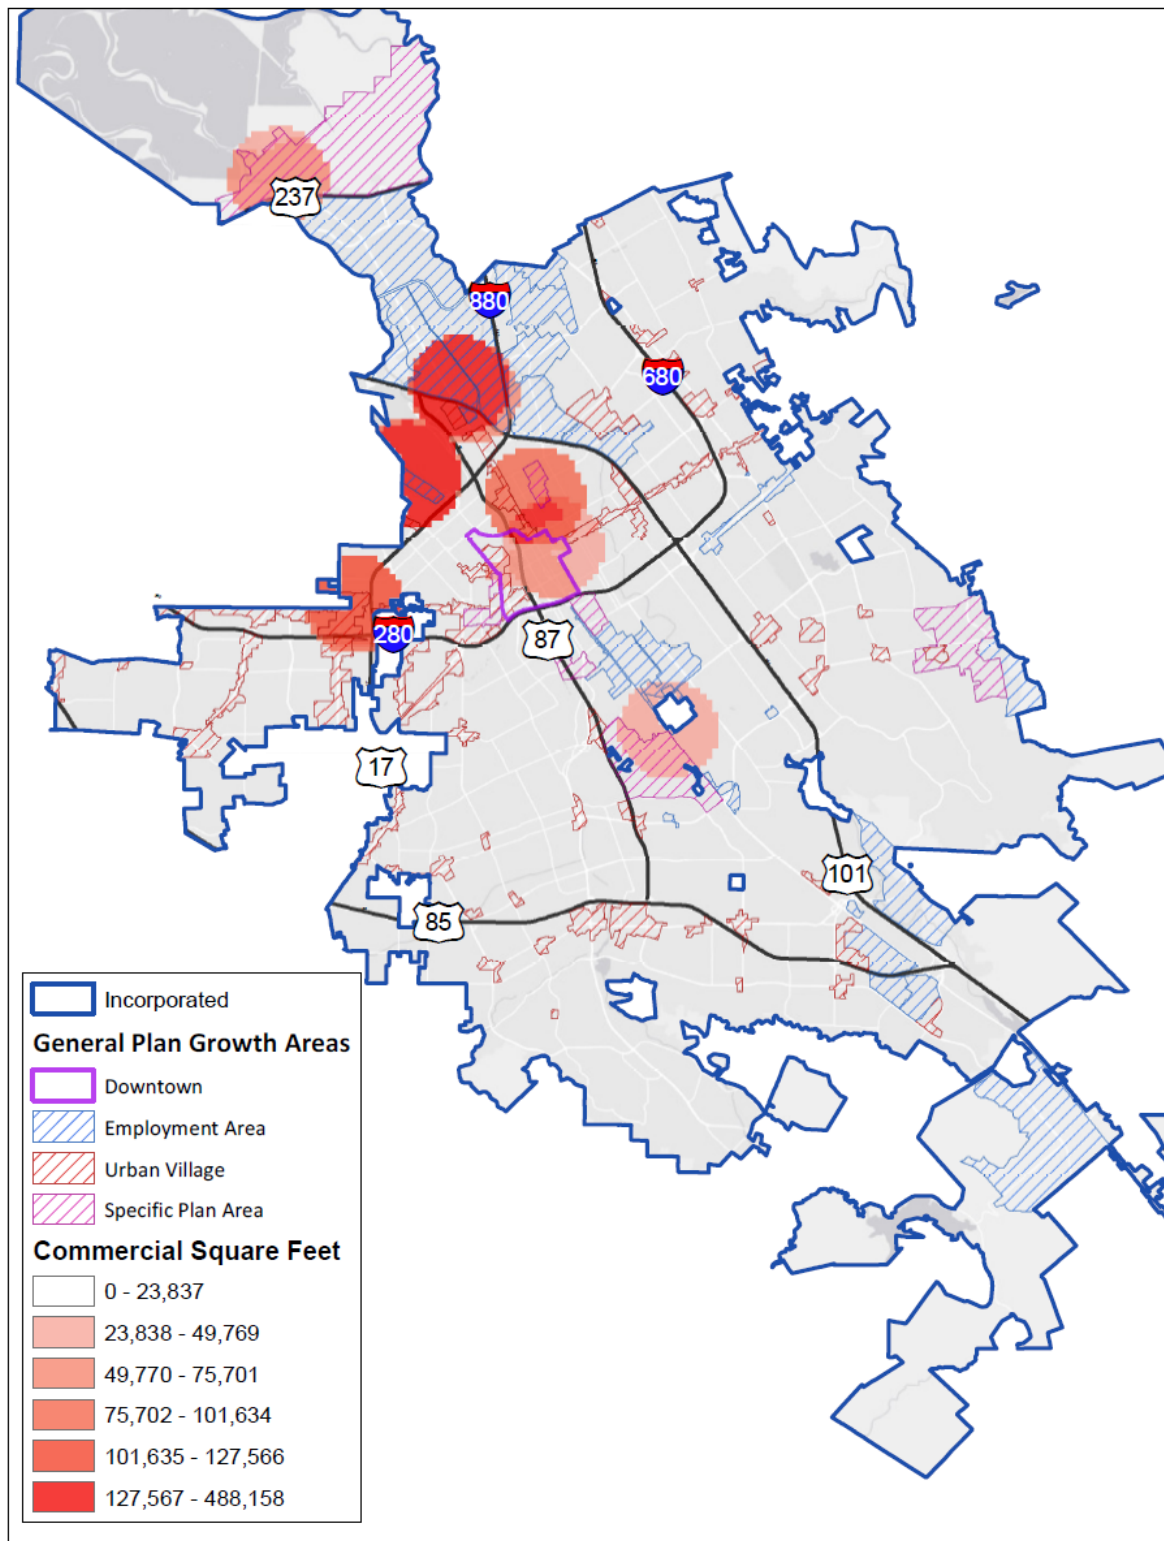 237
880
680
280
87
17
101
85
Incorporated
General Plan Growth Areas
Downtown
Employment Area
Urban Village
Specific Plan Area
Commercial Square Feet
0 - 23,837
23,838 - 49,769
49,770 - 75,701
75,702 - 101,634
101,635 - 127,566
127,567 - 488,158